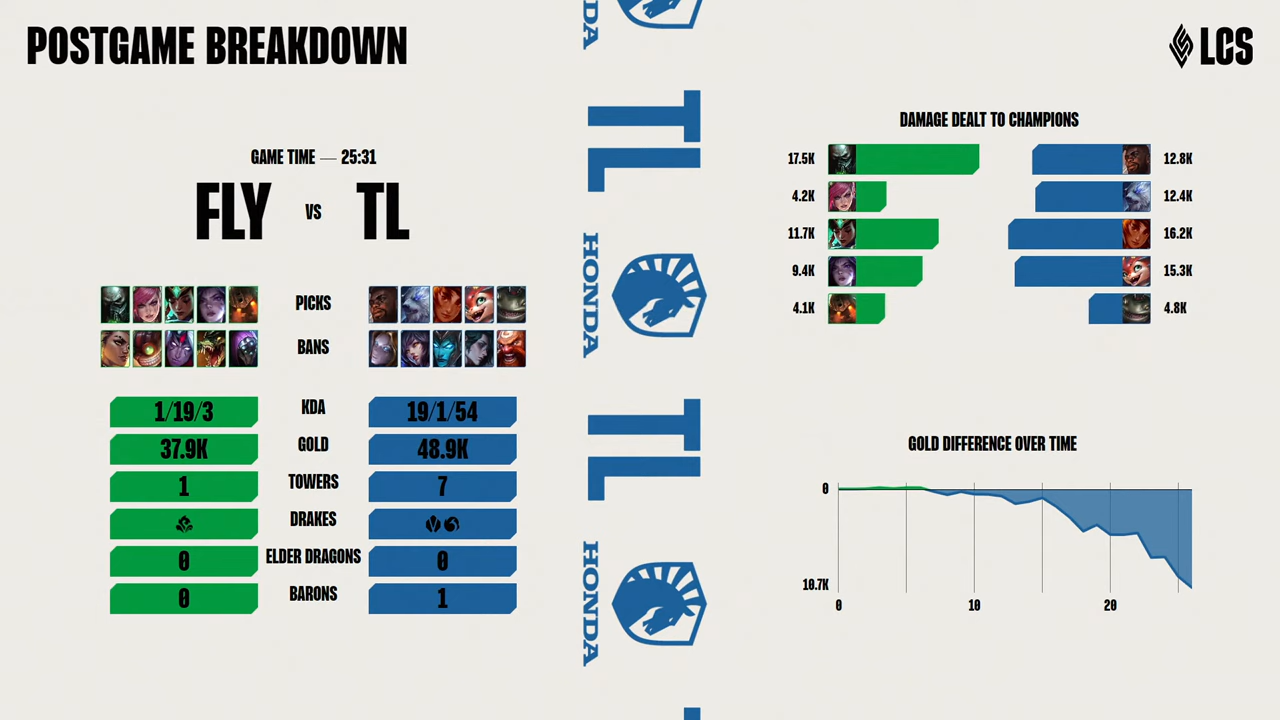 POSTGAME BREAKDOWN
LCS
GAME TIME — 25:31
FLY VS TL
PICKS
BANS
1/19/3 KDA 19/1/54
37.9K GOLD 48.9K
1 TOWERS 7
DRAKES
0 ELDER DRAGONS 0
0 BARONS 1
HONDA
TL
HONDA
TL
HONDA
DAMAGE DEALT TO CHAMPIONS
17.5K 12.8K
4.2K 12.4K
11.7K 16.2K
9.4K 15.3K
4.1K 4.8K
GOLD DIFFERENCE OVER TIME
0
10.7K
0 10 20